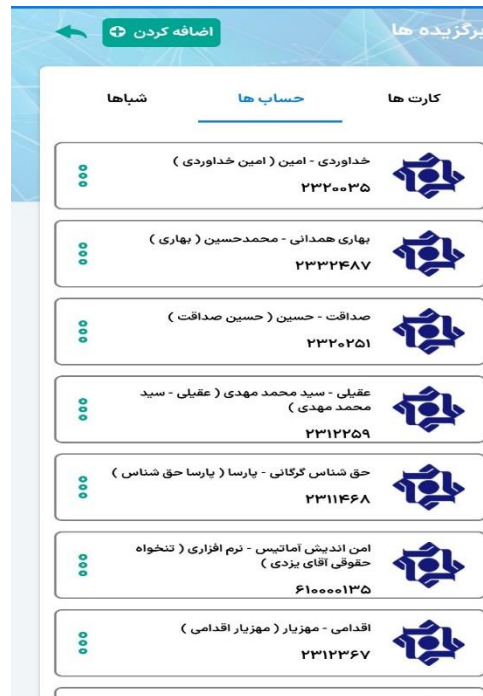 برگزیده ها
اضافه کردن
کارت ها
حساب ها
شباها
خداوردی - امین ( امین خداوردی )
۲۳۲۰۰۳۵
بهاری همدانی - محمدحسین ( بهاری )
۲۳۳۲۴۸۷
صداقت - حسین ( حسین صداقت )
۲۳۲۰۲۵۱
عقیلی - سید محمد مهدی ( عقیلی - سید
محمد مهدی )
۲۳۱۲۲۵۹
حق شناس گرگانی - پارسا ( پارسا حق شناس )
۲۳۱۱۴۶۸
امن اندیش آماتیس - نرم افزاری ( تنخواه
حقوقی آقای یزدی )
۶۱۰۰۰۰۱۳۵
اقدامی - مهزیار ( مهزیار اقدامی )
۲۳۱۲۳۶۷